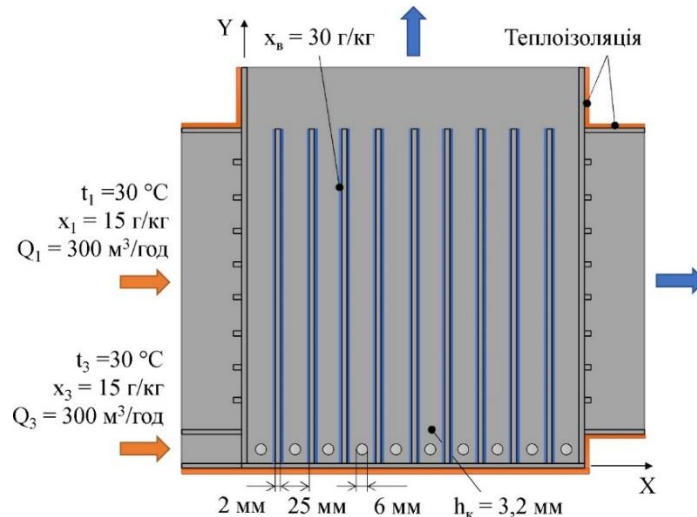 Y
xв = 30 г/кг
Теплоізоляція
t1 =30 °C
x1 = 15 г/кг
Q1 = 300 м³/год
t3 =30 °C
x3 = 15 г/кг
Q3 = 300 м³/год
X
2 мм 25 мм 6 мм hк = 3,2 мм